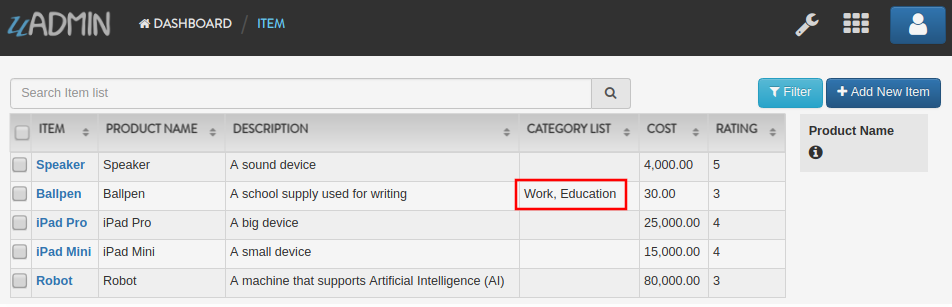 uADMIN DASHBOARD / ITEM
Search Item list Filter + Add New Item
ITEM PRODUCT NAME DESCRIPTION CATEGORY LIST COST RATING Product Name
Speaker Speaker A sound device 4,000.00 5
Ballpen Ballpen A school supply used for writing Work, Education 30.00 3
iPad Pro iPad Pro A big device 25,000.00 4
iPad Mini iPad Mini A small device 15,000.00 4
Robot Robot A machine that supports Artificial Intelligence (AI) 80,000.00 3